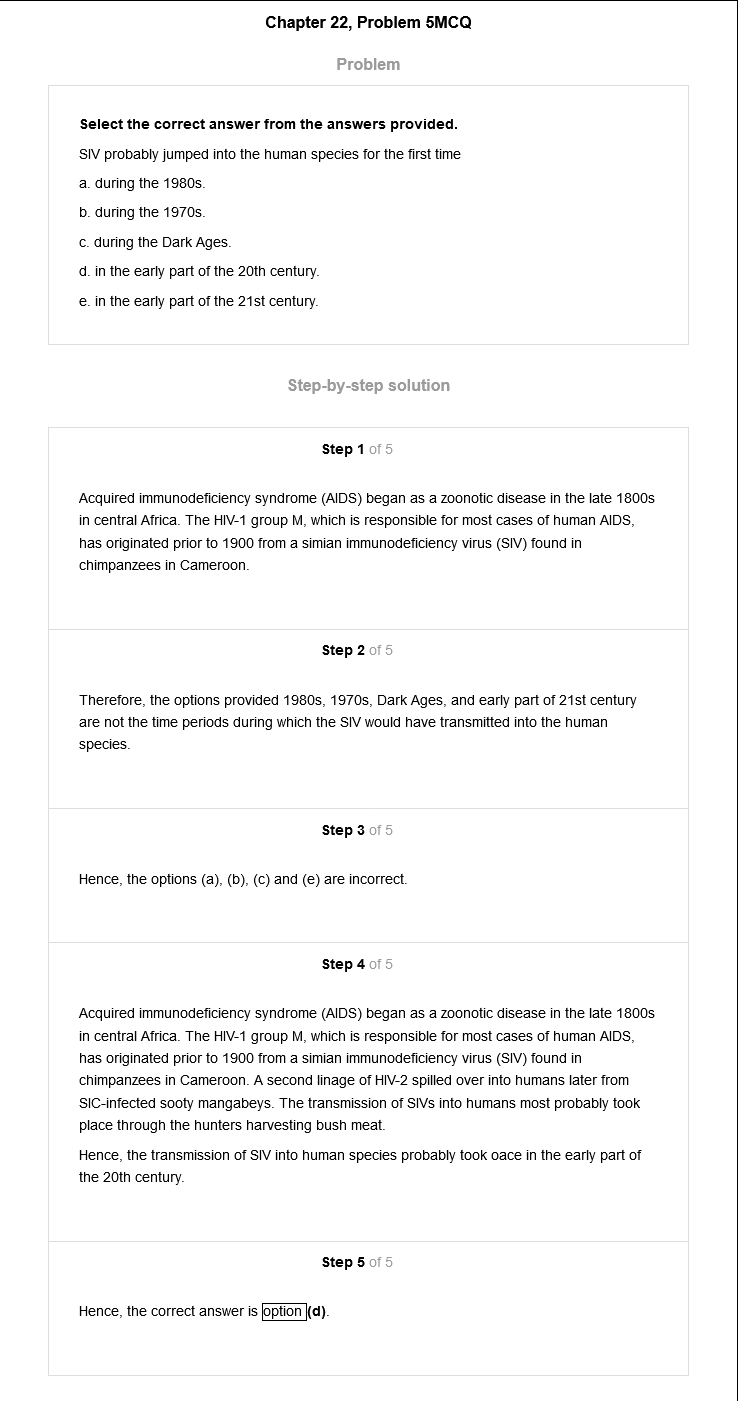 Chapter 22, Problem 5MCQ
Problem
Select the correct answer from the answers provided.
SIV probably jumped into the human species for the first time
a. during the 1980s.
b. during the 1970s.
c. during the Dark Ages.
d. in the early part of the 20th century.
e. in the early part of the 21st century.
Step-by-step solution
Step 1 of 5
Acquired immunodeficiency syndrome (AIDS) began as a zoonotic disease in the late 1800s
in central Africa. The HIV-1 group M, which is responsible for most cases of human AIDS,
has originated prior to 1900 from a simian immunodeficiency virus (SIV) found in
chimpanzees in Cameroon.
Step 2 of 5
Therefore, the options provided 1980s, 1970s, Dark Ages, and early part of 21st century
are not the time periods during which the SIV would have transmitted into the human
species.
Step 3 of 5
Hence, the options (a), (b), (c) and (e) are incorrect.
Step 4 of 5
Acquired immunodeficiency syndrome (AIDS) began as a zoonotic disease in the late 1800s
in central Africa. The HIV-1 group M, which is responsible for most cases of human AIDS,
has originated prior to 1900 from a simian immunodeficiency virus (SIV) found in
chimpanzees in Cameroon. A second linage of HIV-2 spilled over into humans later from
SIC-infected sooty mangabeys. The transmission of SIVs into humans most probably took
place through the hunters harvesting bush meat.
Hence, the transmission of SIV into human species probably took oace in the early part of
the 20th century.
Step 5 of 5
Hence, the correct answer is option (d).